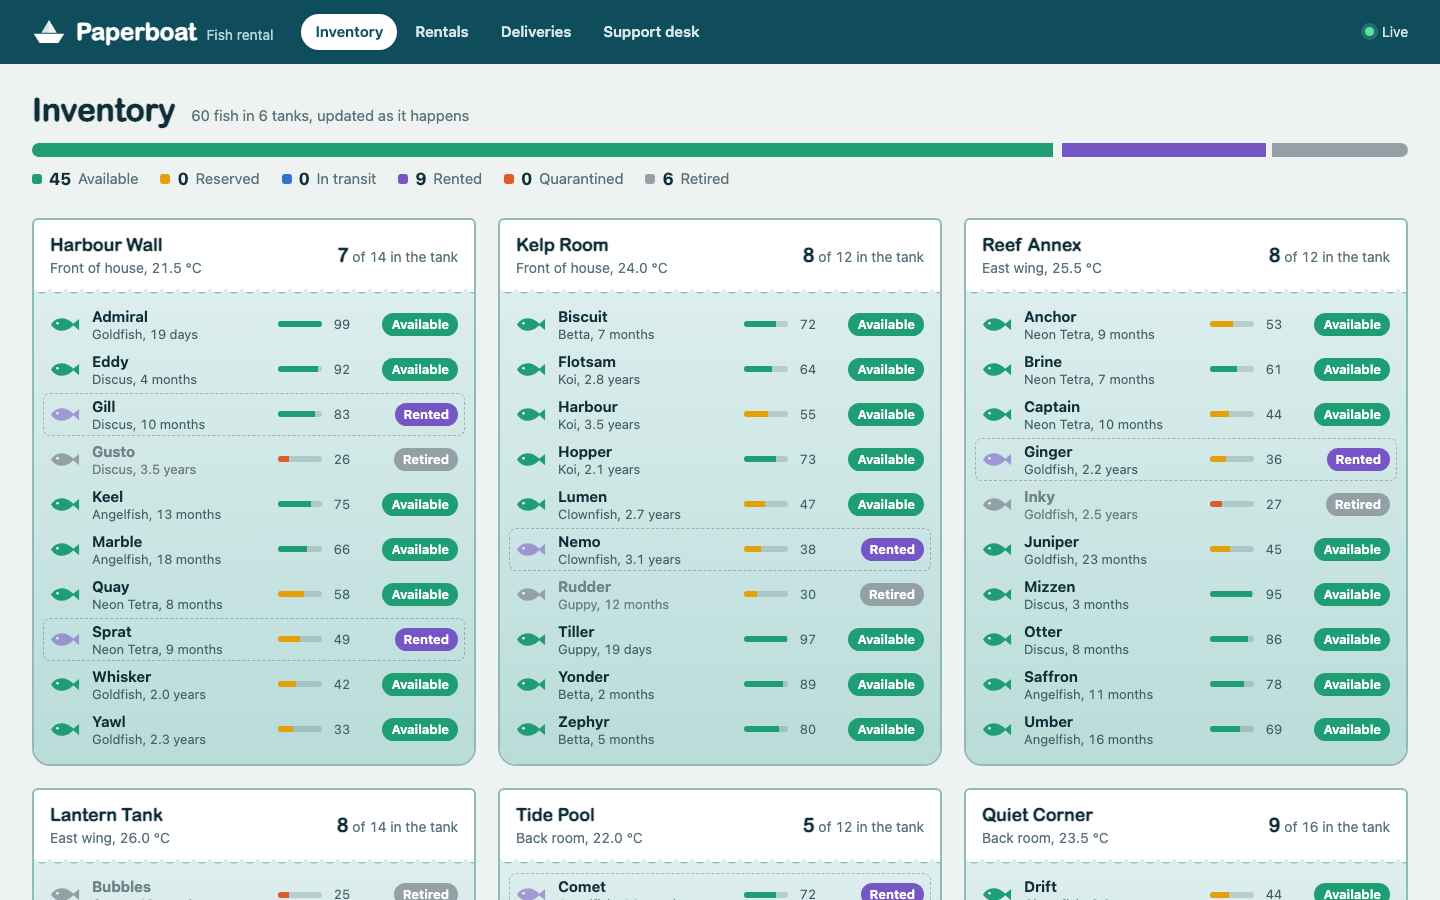 Paperboat Fish rental Inventory Rentals Deliveries Support desk Live
Inventory 60 fish in 6 tanks, updated as it happens
45 Available 0 Reserved 0 In transit 9 Rented 0 Quarantined 6 Retired
Harbour Wall
Front of house, 21.5 °C
7 of 14 in the tank
Admiral
Goldfish, 19 days
99 Available
Eddy
Discus, 4 months
92 Available
Gill
Discus, 10 months
83 Rented
Gusto
Discus, 3.5 years
26 Retired
Keel
Angelfish, 13 months
75 Available
Marble
Angelfish, 18 months
66 Available
Quay
Neon Tetra, 8 months
58 Available
Sprat
Neon Tetra, 9 months
49 Rented
Whisker
Goldfish, 2.0 years
42 Available
Yawl
Goldfish, 2.3 years
33 Available
Kelp Room
Front of house, 24.0 °C
8 of 12 in the tank
Biscuit
Betta, 7 months
72 Available
Flotsam
Koi, 2.8 years
64 Available
Harbour
Koi, 3.5 years
55 Available
Hopper
Koi, 2.1 years
73 Available
Lumen
Clownfish, 2.7 years
47 Available
Nemo
Clownfish, 3.1 years
38 Rented
Rudder
Guppy, 12 months
30 Retired
Tiller
Guppy, 19 days
97 Available
Yonder
Betta, 2 months
89 Available
Zephyr
Betta, 5 months
80 Available
Reef Annex
East wing, 25.5 °C
8 of 12 in the tank
Anchor
Neon Tetra, 9 months
53 Available
Brine
Neon Tetra, 7 months
61 Available
Captain
Neon Tetra, 10 months
44 Available
Ginger
Goldfish, 2.2 years
36 Rented
Inky
Goldfish, 2.5 years
27 Retired
Juniper
Goldfish, 23 months
45 Available
Mizzen
Discus, 3 months
95 Available
Otter
Discus, 8 months
86 Available
Saffron
Angelfish, 11 months
78 Available
Umber
Angelfish, 16 months
69 Available
Lantern Tank
East wing, 26.0 °C
8 of 14 in the tank
Bubbles
25 Retired
Tide Pool
Back room, 22.0 °C
5 of 12 in the tank
Comet
72 Rented
Quiet Corner
Back room, 23.5 °C
9 of 16 in the tank
Drift
44 Available